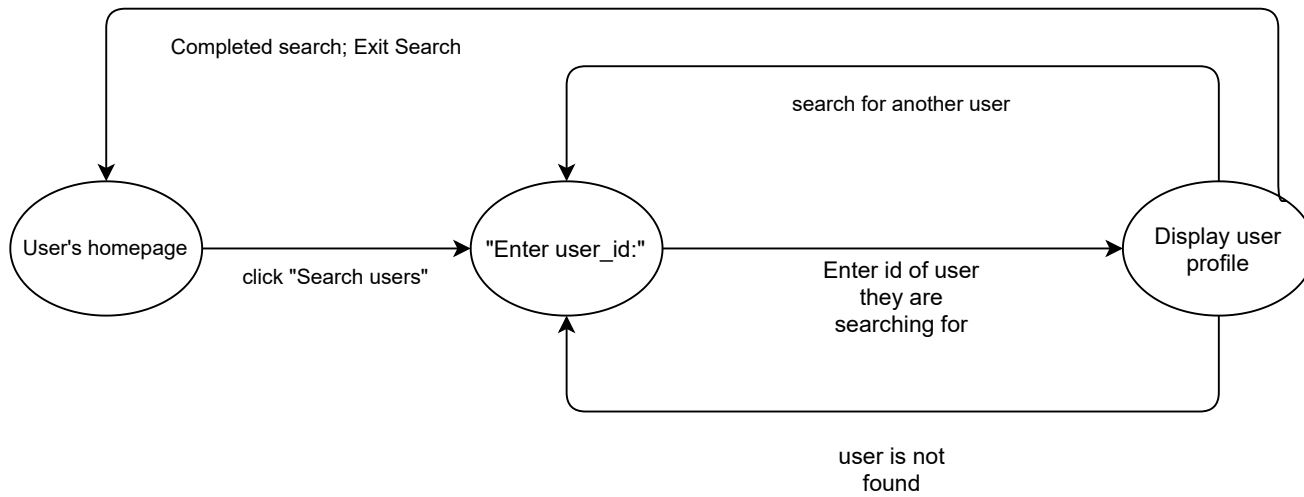 Completed search; Exit Search
search for another user
User's homepage
click "Search users"
"Enter user_id:"
Enter id of user
they are
searching for
Display user
profile
user is not
found